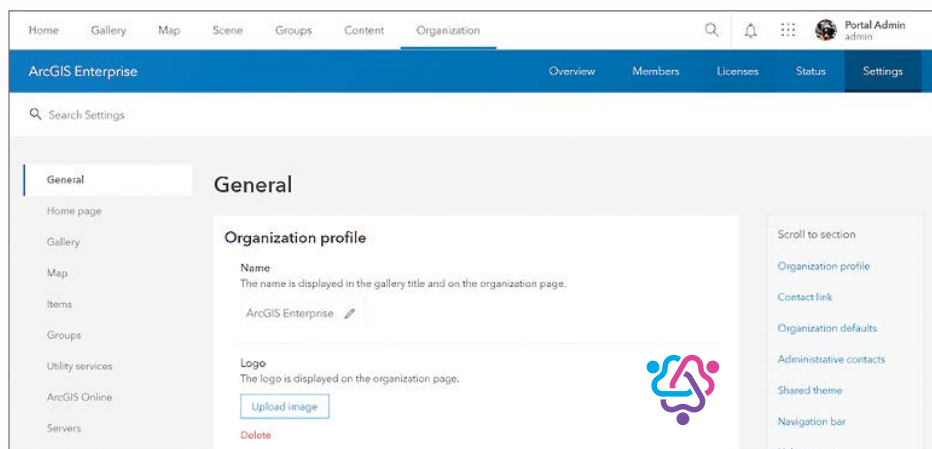 Home Gallery Map Scene Groups Content Organization Portal Admin
admin
ArcGIS Enterprise Overview Members Licenses Status Settings
Search Settings
General
Home page
Gallery
Map
Items
Groups
Utility services
ArcGIS Online
Servers
General
Organization profile
Name
The name is displayed in the gallery title and on the organization page.
ArcGIS Enterprise
Logo
The logo is displayed on the organization page.
Upload image
Delete
Scroll to section
Organization profile
Contact link
Organization defaults
Administrative contacts
Shared theme
Navigation bar